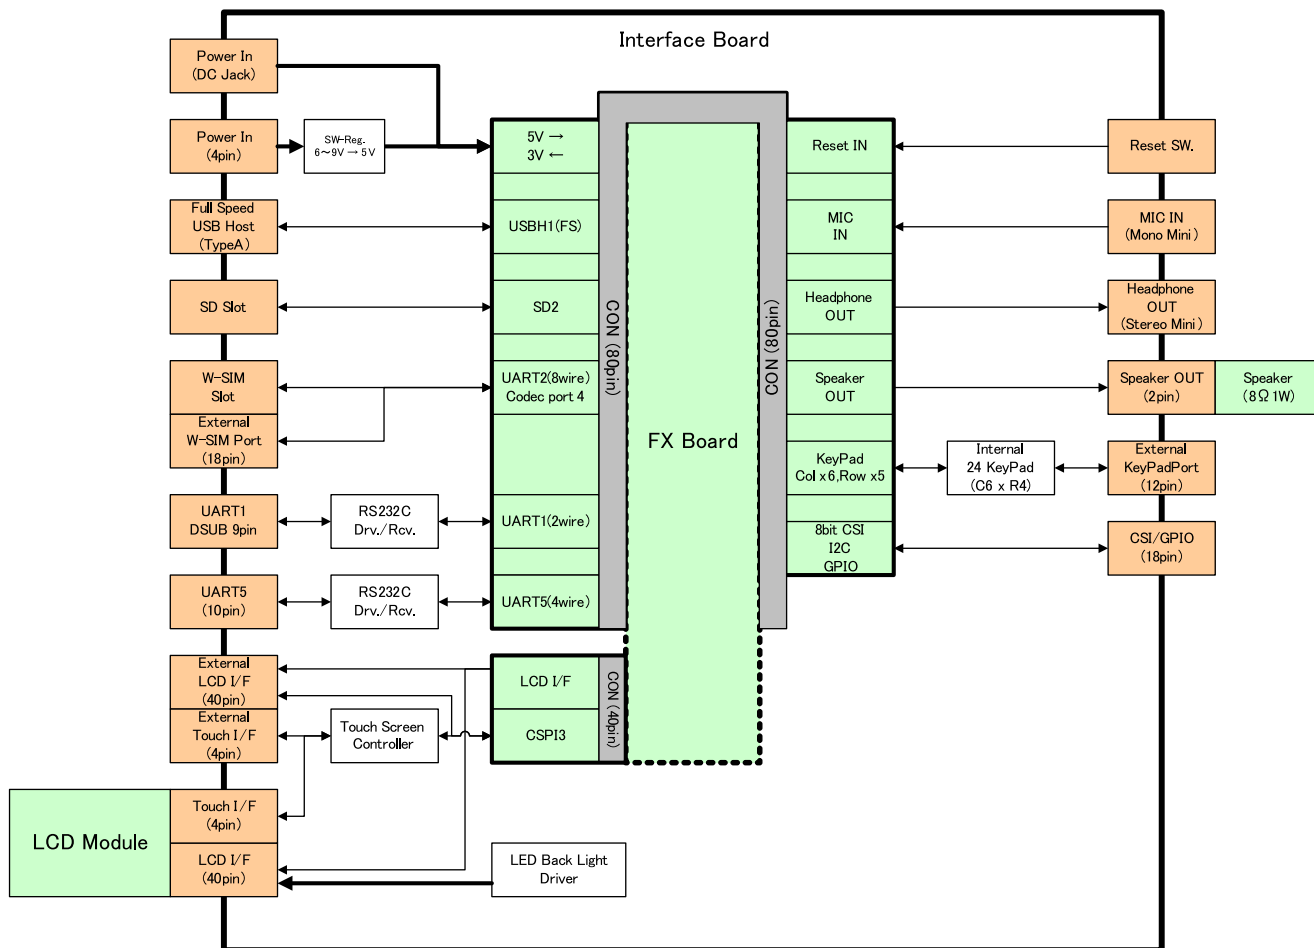 Interface Board
Power In
(DC Jack)
Power In
(4pin)
SW-Reg.
6～9V → 5V
Full Speed
USB Host
(TypeA)
SD Slot
W-SIM
Slot
External
W-SIM Port
(18pin)
UART1
DSUB 9pin
RS232C
Drv./Rcv.
UART5
(10pin)
RS232C
Drv./Rcv.
External
LCD I/F
(40pin)
External
Touch I/F
(4pin)
Touch Screen
Controller
LCD Module
Touch I/F
(4pin)
LCD I/F
(40pin)
LED Back Light
Driver
5V →
3V ←
USBH1(FS)
SD2
UART2(8wire)
Codec port 4
UART1(2wire)
UART5(4wire)
LCD I/F
CSPI3
CON (80pin)
CON (40pin)
FX Board
CON (80pin)
Reset IN
MIC
IN
Headphone
OUT
Speaker
OUT
KeyPad
Col x6,Row x5
8bit CSI
I2C
GPIO
Internal
24 KeyPad
(C6 x R4)
Reset SW.
MIC IN
(Mono Mini)
Headphone
OUT
(Stereo Mini)
Speaker OUT
(2pin)
Speaker
(8Ω 1W)
External
KeyPadPort
(12pin)
CSI/GPIO
(18pin)